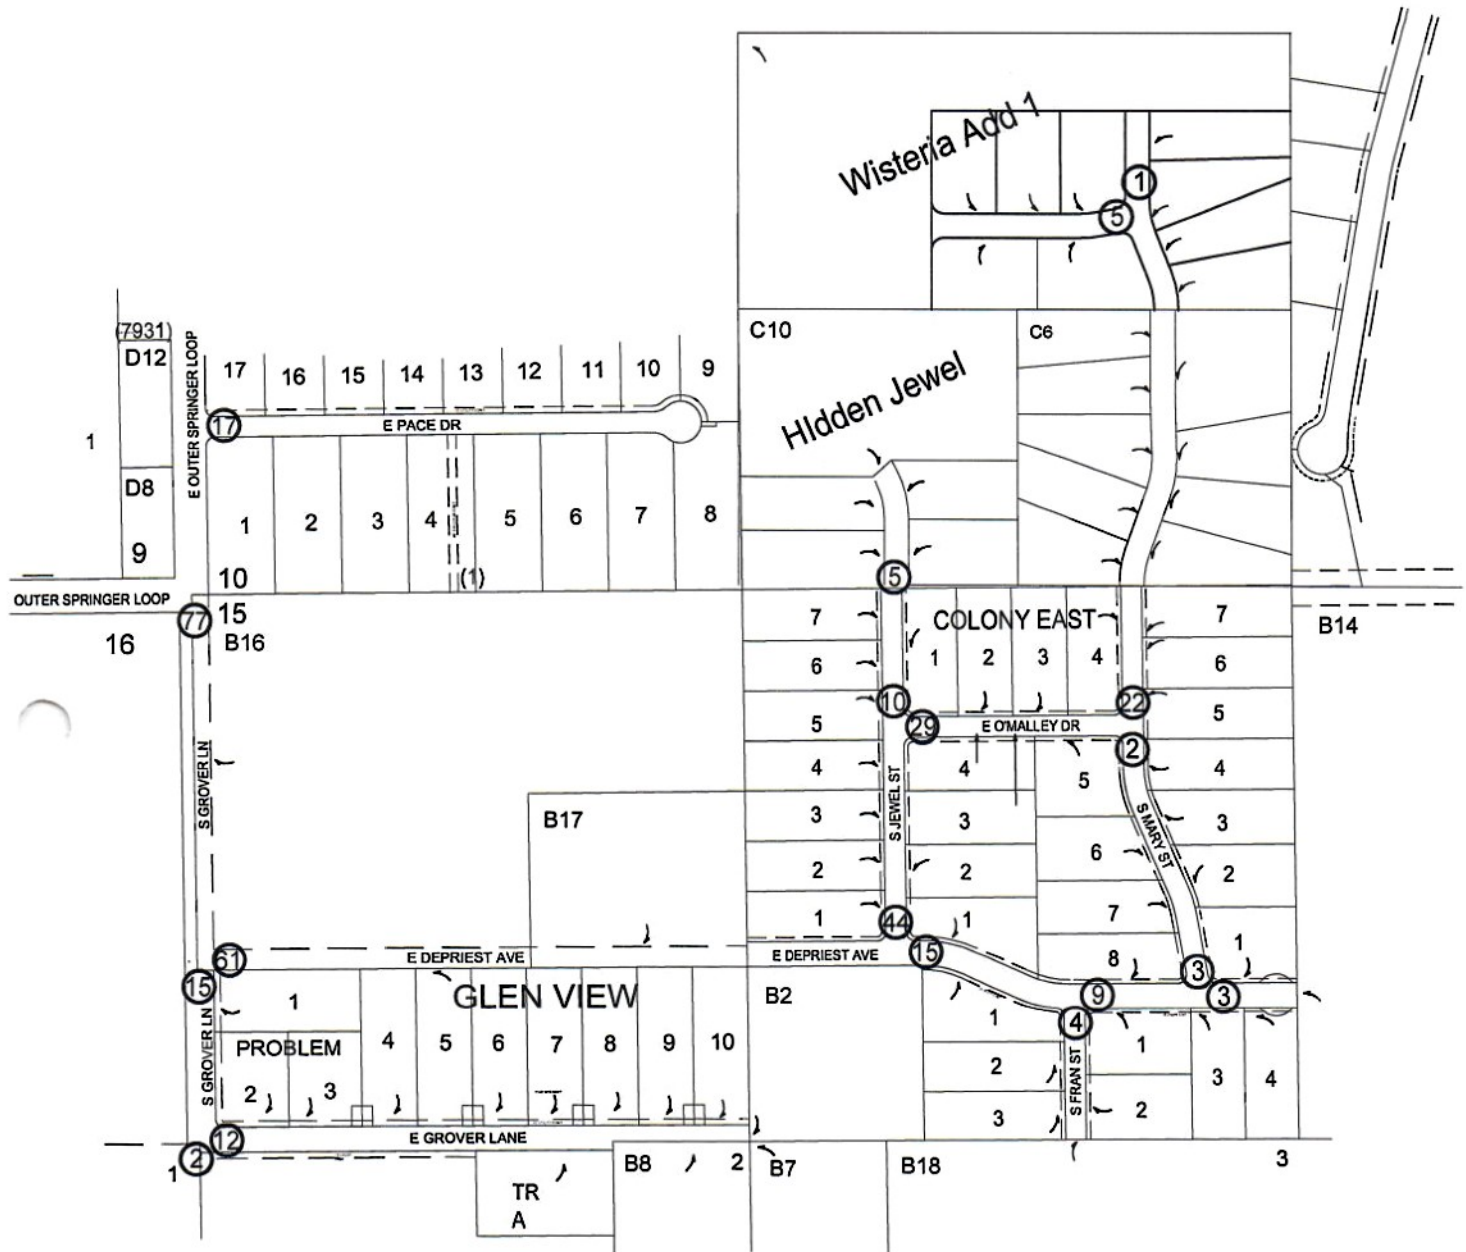 Wisteria Add 1
1
5
C10
C6
HIdden Jewel
(7931)
D12
1
D8
9
E OUTER SPRINGER LOOP
17
16
15
14
13
12
11
10
9
17
E PACE DR
1
2
3
4
5
6
7
8
10
(1)
OUTER SPRINGER LOOP
77
15
16
B16
5
7
COLONY EAST
7
B14
6
1
2
3
4
6
10
22
5
29
E O'MALLEY DR
5
2
4
S JEWEL ST
4
5
4
S GROVER LN
3
3
S MARY ST
3
B17
2
2
6
2
1
44
1
7
1
61
E DEPRIEST AVE
E DEPRIEST AVE
15
8
3
15
1
GLEN VIEW
B2
9
3
S GROVER LN
PROBLEM
4
5
6
7
8
9
10
1
4
1
2
3
2
S FRAN ST
3
4
3
2
12
E GROVER LANE
2
1
TR
A
B8
2
B7
B18
3